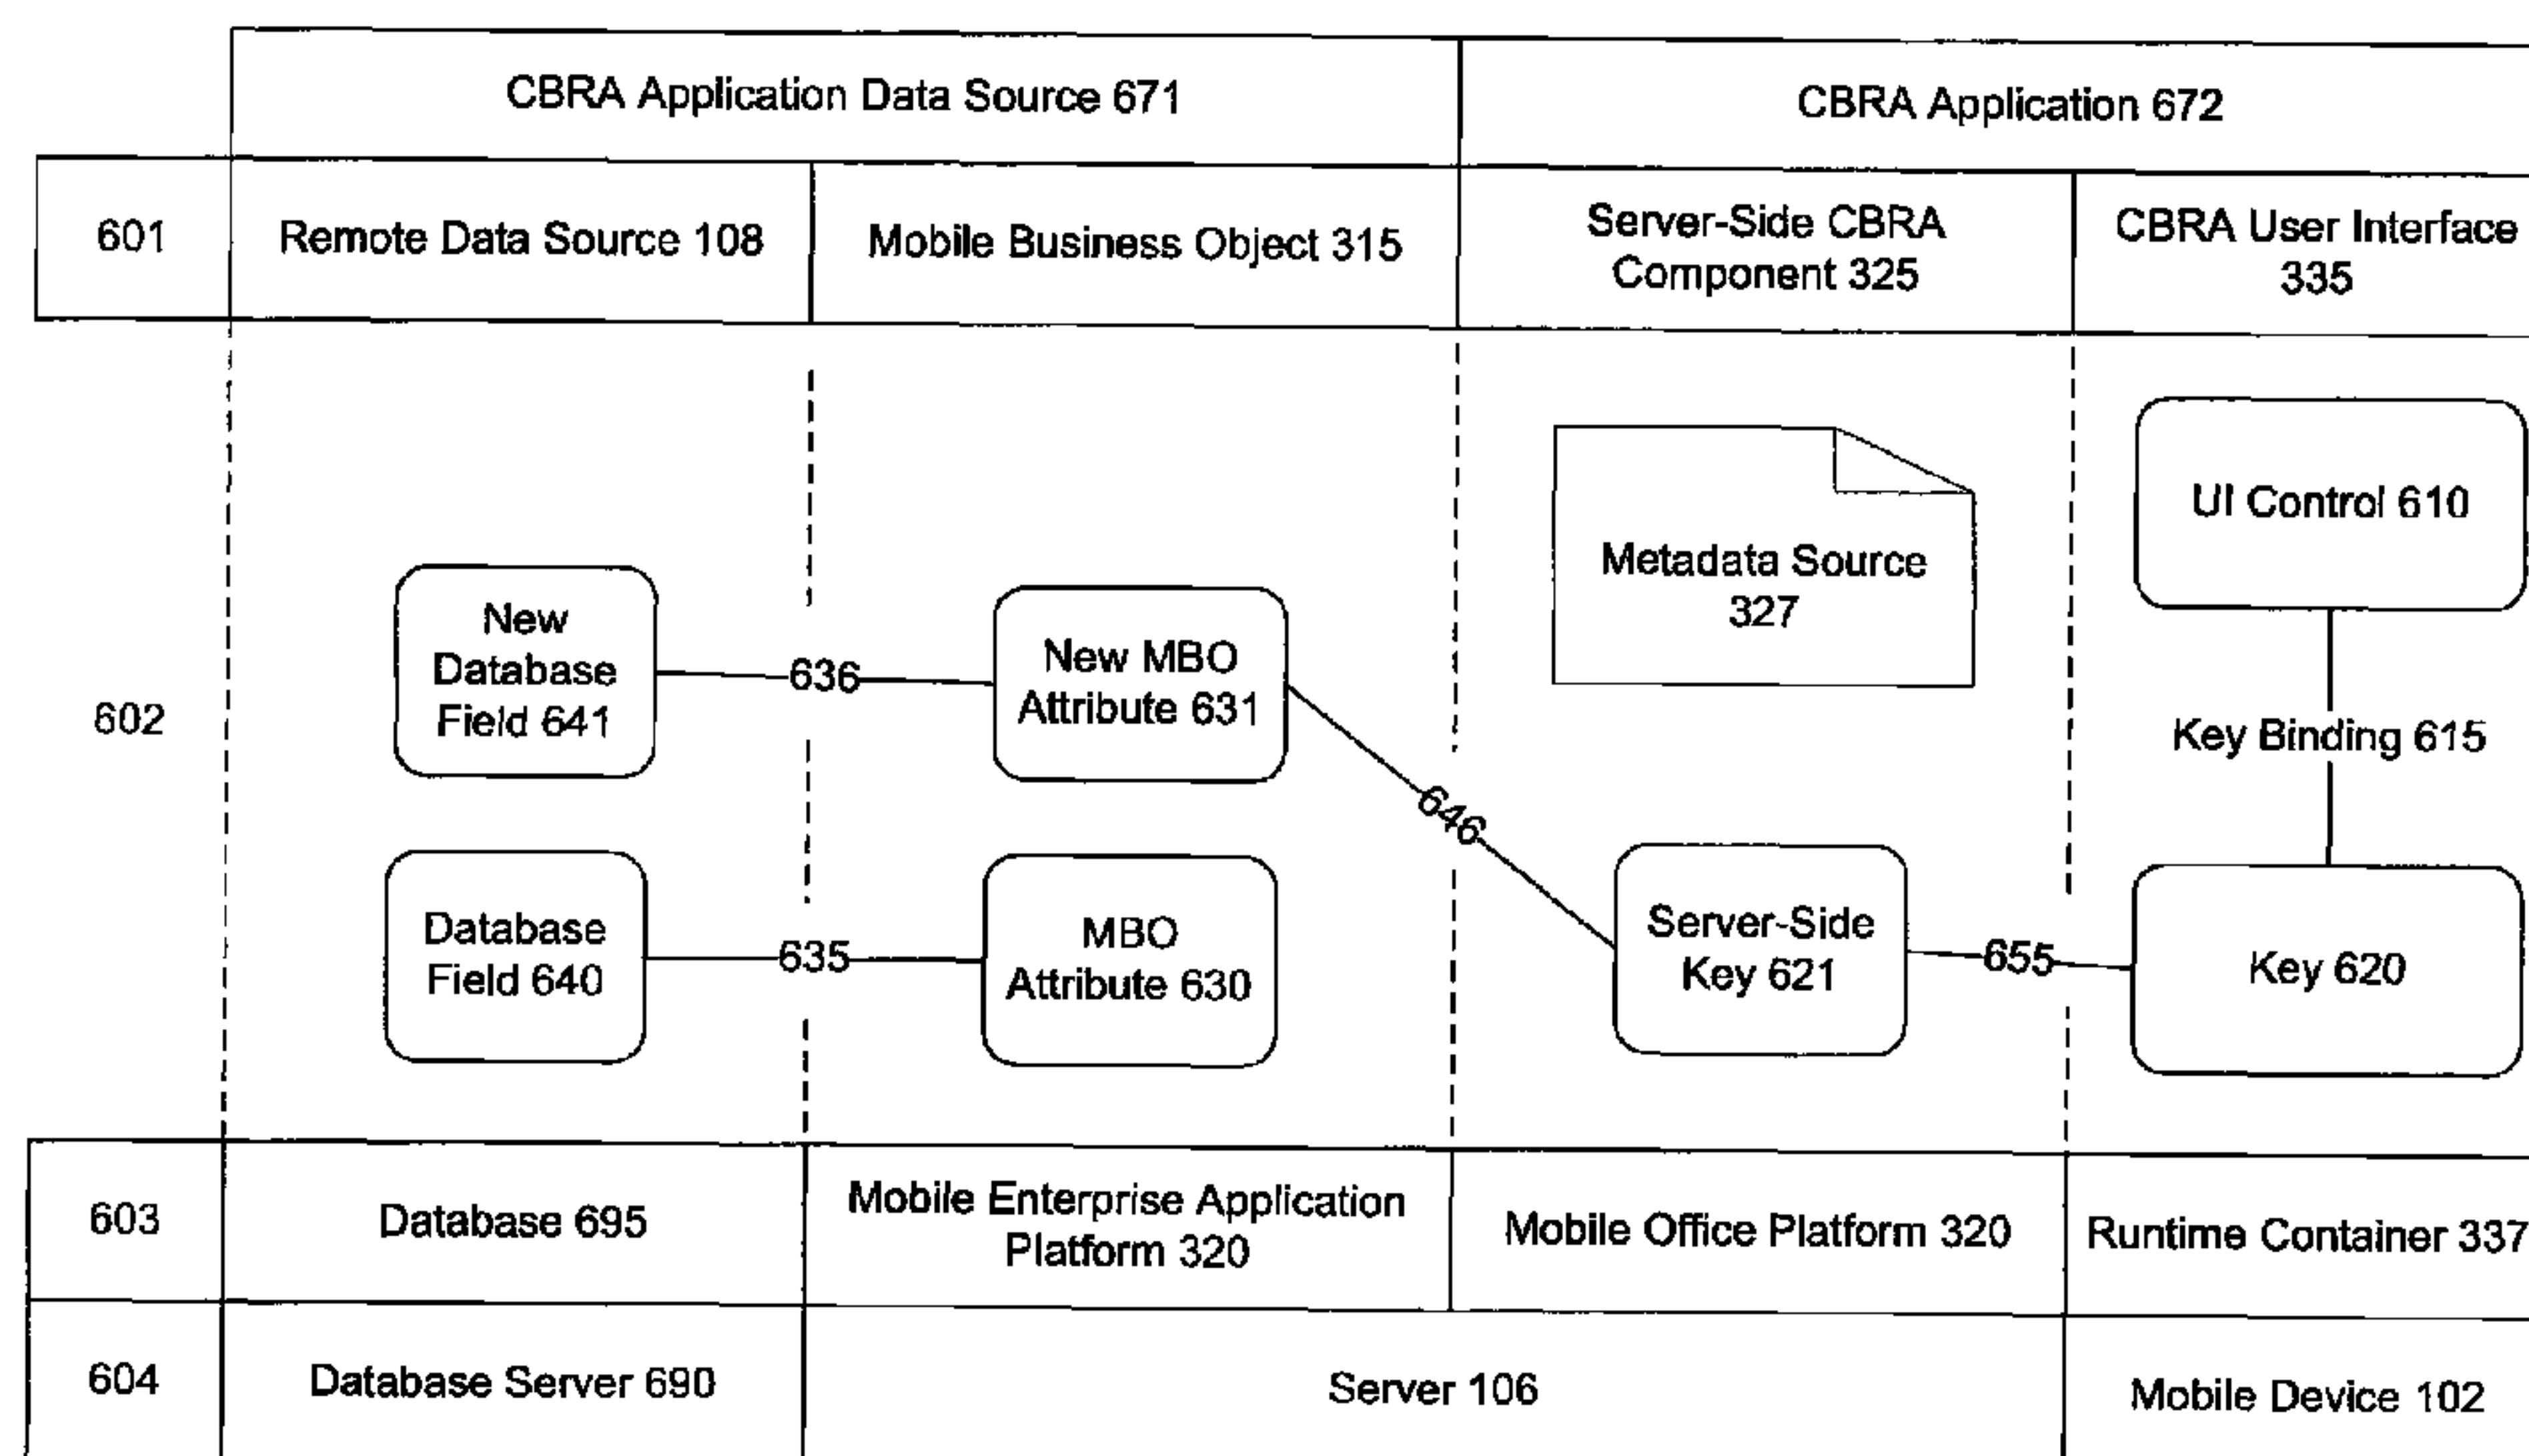 CBRA Application Data Source 671
CBRA Application 672
601
Remote Data Source 108
Mobile Business Object 315
Server-Side CBRA
Component 325
CBRA User Interface
335
602
New
Database
Field 641
636
New MBO
Attribute 631
646
Metadata Source
327
UI Control 610
Key Binding 615
Database
Field 640
635
MBO
Attribute 630
Server-Side
Key 621
655
Key 620
603
Database 695
Mobile Enterprise Application
Platform 320
Mobile Office Platform 320
Runtime Container 337
604
Database Server 690
Server 106
Mobile Device 102